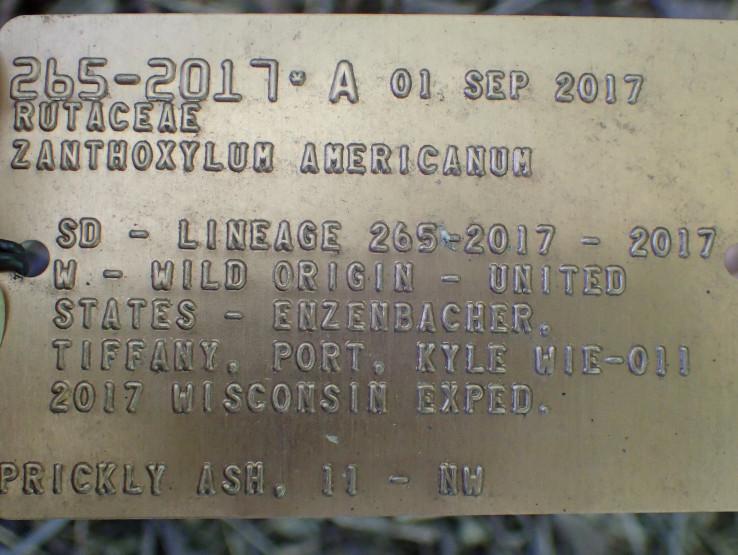 265-2017* A 01 SEP 2017
RUTACEAE
ZANTHOXYLUM AMERICANUM
SD - LINEAGE 265-2017 - 2017
W - WILD ORIGIN - UNITED
STATES - ENZENBACHER,
TIFFANY, PORT, KYLE WIE-011
2017 WISCONSIN EXPED.
PRICKLY ASH, 11 - NW